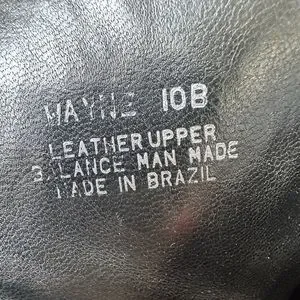 WAYNE 10B
LEATHER UPPER
BALANCE MAN MADE
MADE IN BRAZIL